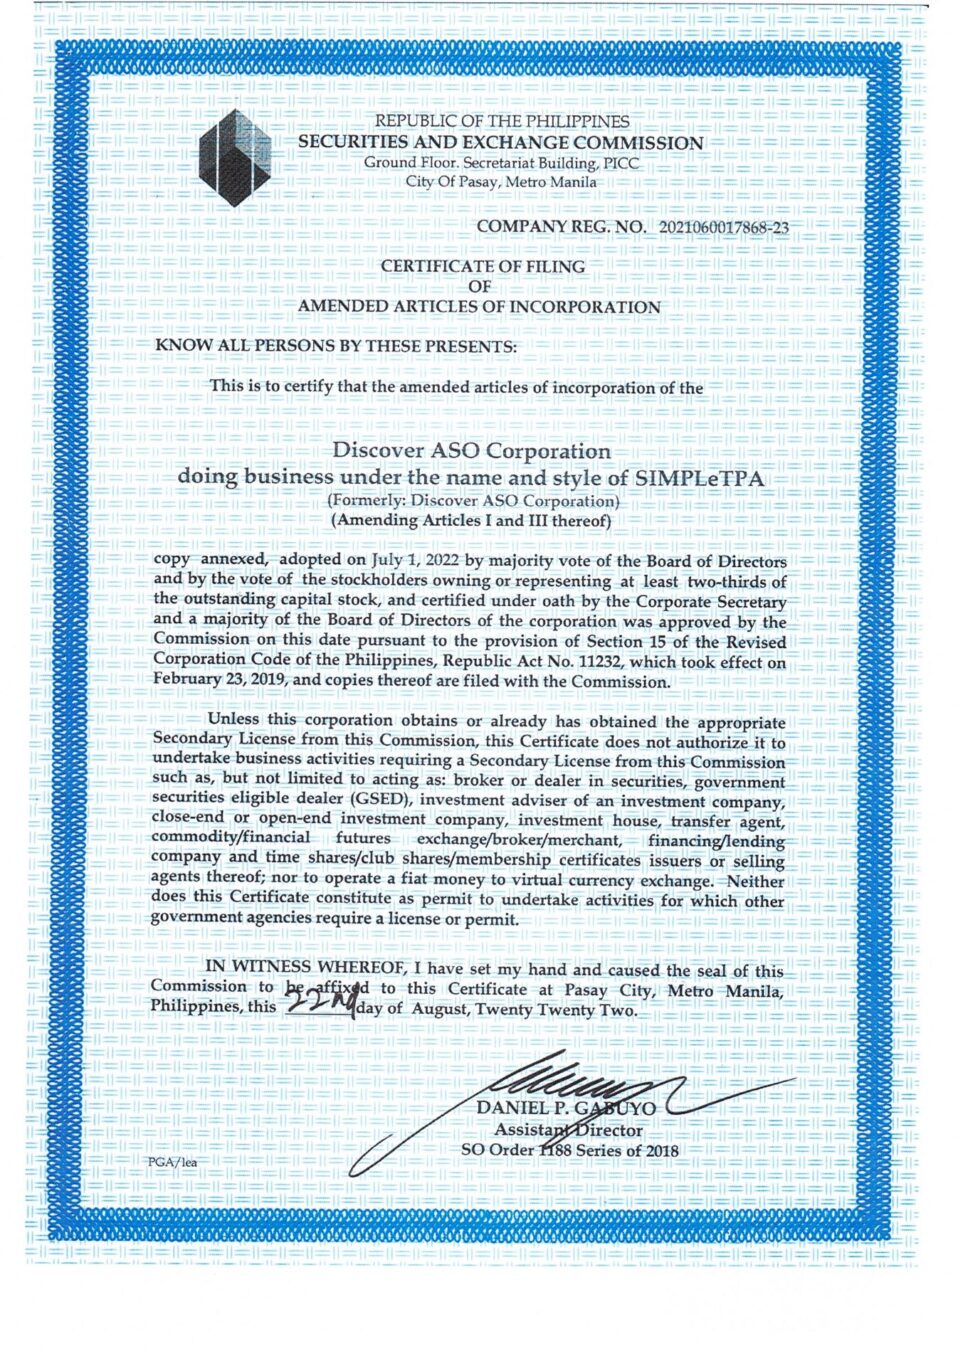 REPUBLIC OF THE PHILIPPINES
SECURITIES AND EXCHANGE COMMISSION
Ground Floor. Secretariat Building, PICC
City Of Pasay, Metro Manila
COMPANY REG. NO. 2021060017868-23
CERTIFICATE OF FILING
OF
AMENDED ARTICLES OF INCORPORATION
KNOW ALL PERSONS BY THESE PRESENTS:
This is to certify that the amended articles of incorporation of the
Discover ASO Corporation
doing business under the name and style of SIMPLeTPA
(Formerly: Discover ASO Corporation)
(Amending Articles I and III thereof)
copy annexed, adopted on July 1, 2022 by majority vote of the Board of Directors
and by the vote of the stockholders owning or representing at least two-thirds of
the outstanding capital stock, and certified under oath by the Corporate Secretary
and a majority of the Board of Directors of the corporation was approved by the
Commission on this date pursuant to the provision of Section 15 of the Revised
Corporation Code of the Philippines, Republic Act No. 11232, which took effect on
February 23, 2019, and copies thereof are filed with the Commission.
Unless this corporation obtains or already has obtained the appropriate
Secondary License from this Commission, this Certificate does not authorize it to
undertake business activities requiring a Secondary License from this Commission
such as, but not limited to acting as: broker or dealer in securities, government
securities eligible dealer (GSED), investment adviser of an investment company,
close-end or open-end investment company, investment house, transfer agent,
commodity/financial futures exchange/broker/merchant, financing/lending
company and time shares/club shares/membership certificates issuers or selling
agents thereof; nor to operate a fiat money to virtual currency exchange. Neither
does this Certificate constitute as permit to undertake activities for which other
government agencies require a license or permit.
IN WITNESS WHEREOF, I have set my hand and caused the seal of this
Commission to be affixed to this Certificate at Pasay City, Metro Manila,
Philippines, this 22nd day of August, Twenty Twenty Two.
DANIEL P. GABUYO
Assistant Director
SO Order 1188 Series of 2018
PGA/lea